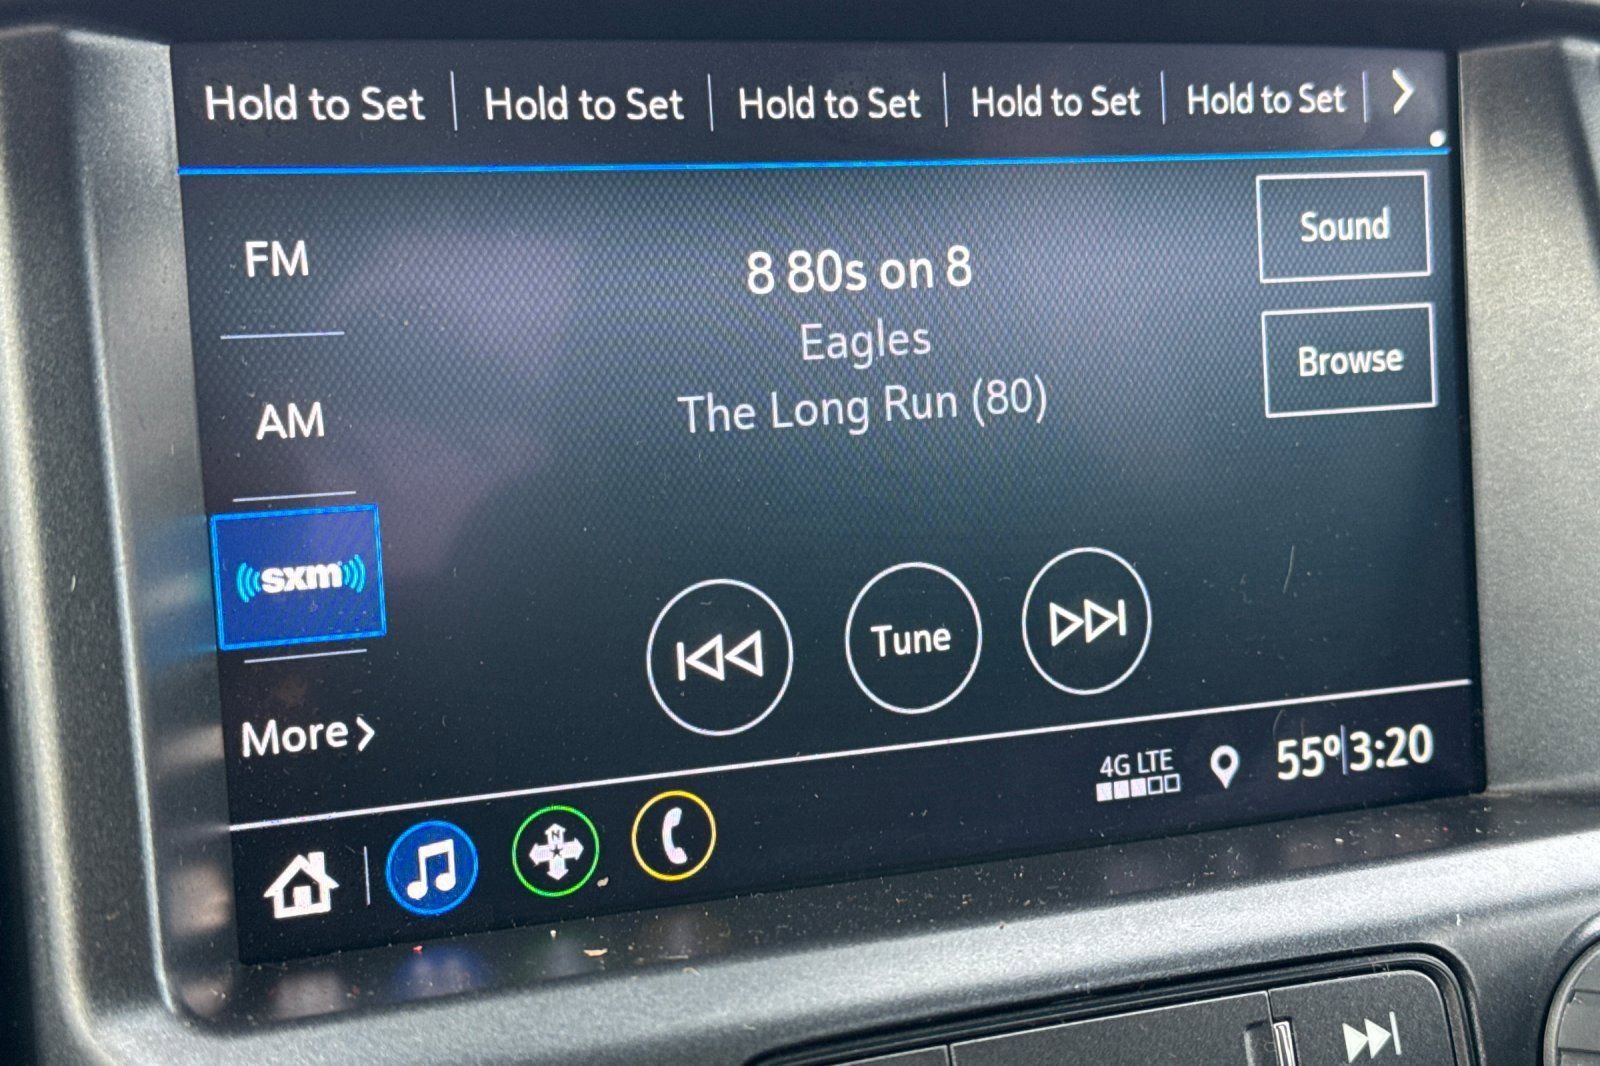 Hold to Set Hold to Set Hold to Set Hold to Set Hold to Set
Sound
FM
8 80s on 8
Eagles
Browse
The Long Run (80)
AM
sxm
Tune
More
4G LTE
55° 3:20
N